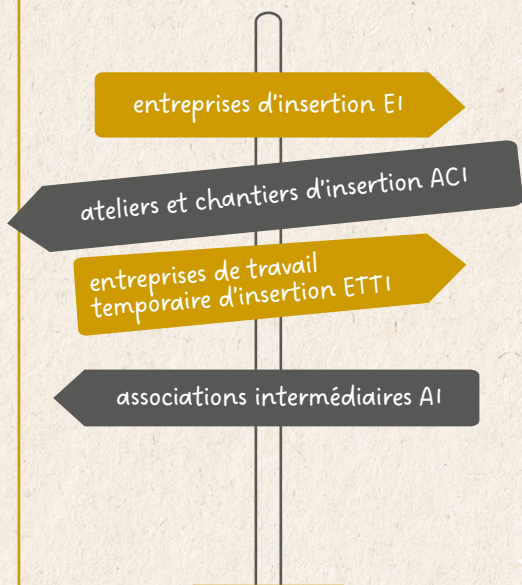 entreprises d'insertion EI
ateliers et chantiers d'insertion ACI
entreprises de travail
temporaire d'insertion ETTI
associations intermédiaires AI